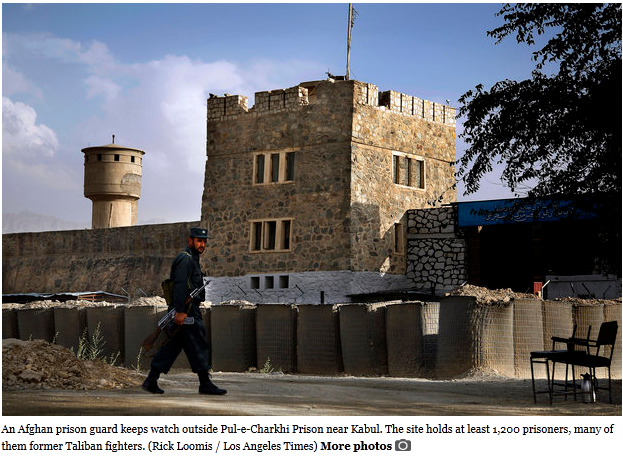 An Afghan prison guard keeps watch outside Pul-e-Charkhi Prison near Kabul. The site holds at least 1,200 prisoners, many of
them former Taliban fighters. (Rick Loomis / Los Angeles Times) More photos